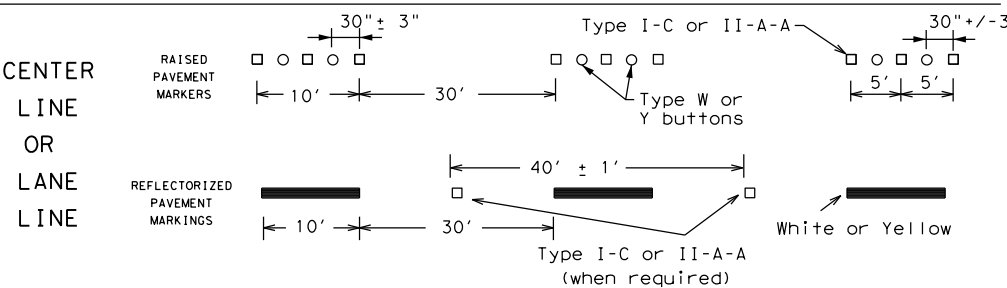 CENTER
LINE
OR
LANE
LINE
RAISED
PAVEMENT
MARKERS
30"± 3"
10'
30'
Type I-C or II-A-A
Type W or
Y buttons
30"+/-3
5'
5'
REFLECTORIZED
PAVEMENT
MARKINGS
40' ± 1'
10'
30'
Type I-C or II-A-A
(when required)
White or Yellow